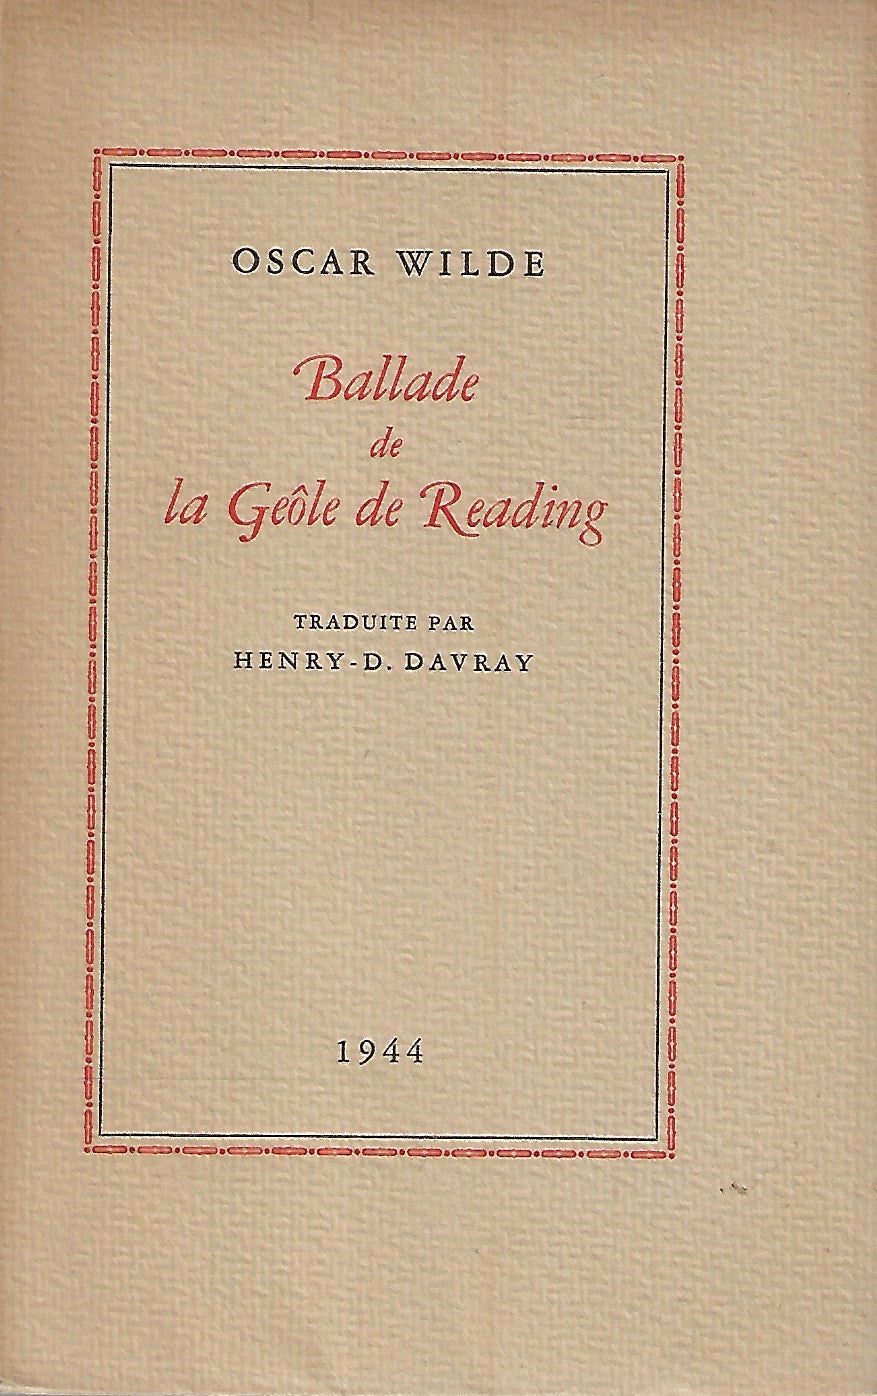 OSCAR WILDE
Ballade
de
la Geôle de Reading
TRADUITE PAR
HENRY-D. DAVRAY
1944